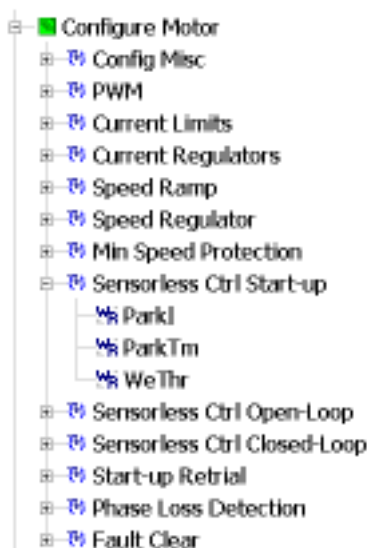 Configure Motor
Config Misc
PWM
Current Limits
Current Regulators
Speed Ramp
Speed Regulator
Min Speed Protection
Sensorless Ctrl Start-up
ParkI
ParkTm
WeThr
Sensorless Ctrl Open-Loop
Sensorless Ctrl Closed-Loop
Start-up Retrial
Phase Loss Detection
Fault Clear